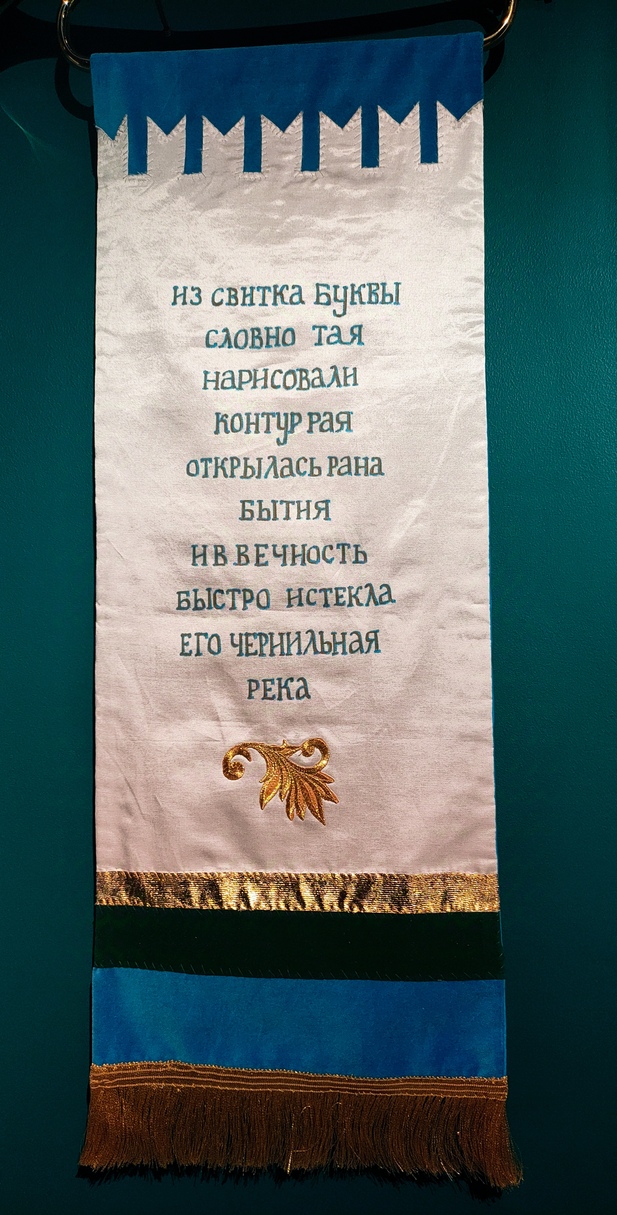 ИЗ СВИТКА БУКВЫ
СЛОВНО ТАЯ
НАРИСОВАЛИ
КОНТУР РАЯ
ОТКРЫЛАСЬ РАНА
БЫТИЯ
И В ВЕЧНОСТЬ
БЫСТРО ИСТЕКЛА
ЕГО ЧЕРНИЛЬНАЯ
РЕКА